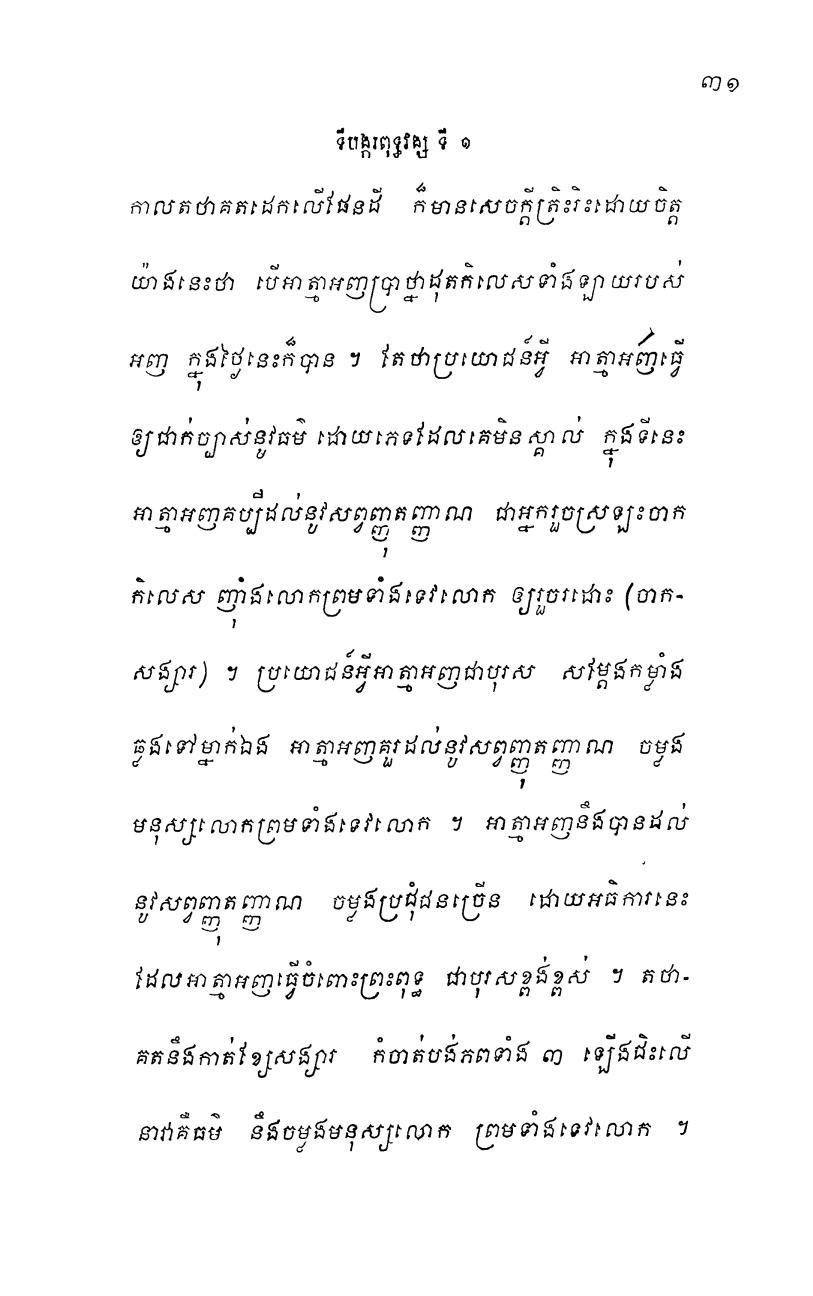 ៣១
ទីបង្ករពុទ្ធវង្ស ទី ១
កាលតថាគតដេកលើផែនដី ក៏មានសេចក្តីត្រិះរិះដោយចិត្ត
យ៉ាងនេះថា បើអាត្មាអញប្រាថ្នាដុតកិលេសទាំងឡាយរបស់
អញ ក្នុងថ្ងៃនេះក៏បាន ។ តែថាប្រយោជន៍អ្វី អាត្មាអញធ្វើ
ឲ្យជាក់ច្បាស់នូវធម៌ ដោយភេទដែលគេមិនស្គាល់ ក្នុងទីនេះ
អាត្មាអញគប្បីដល់នូវសព្វញ្ញុតញ្ញាណ ជាអ្នករួចស្រឡះចាក
កិលេស ញុំាងលោកព្រមទាំងទេវលោក ឲ្យរួចរដោះ (ចាក-
សង្សារ) ។ ប្រយោជន៍អ្វីអាត្មាអញជាបុរស សម្តែងកម្លាំង
ឆ្លងទៅម្នាក់ឯង អាត្មាអញគួរដល់នូវសព្វញ្ញុតញ្ញាណ ចម្លង
មនុស្សលោកព្រមទាំងទេវលោក ។ អាត្មាអញនឹងបានដល់
នូវសព្វញ្ញុតញ្ញាណ ចម្លងប្រជុំជនច្រើន ដោយអធិការនេះ
ដែលអាត្មាអញធ្វើចំពោះព្រះពុទ្ធ ជាបុរសខ្ពង់ខ្ពស់ ។ តថា-
គតនឹងកាត់ខ្សែសង្សារ កំចាត់បង់ភពទាំង ៣ ឡើងជិះលើ
នាវាគឺធម៌ នឹងចម្លងមនុស្សលោក ព្រមទាំងទេវលោក ។